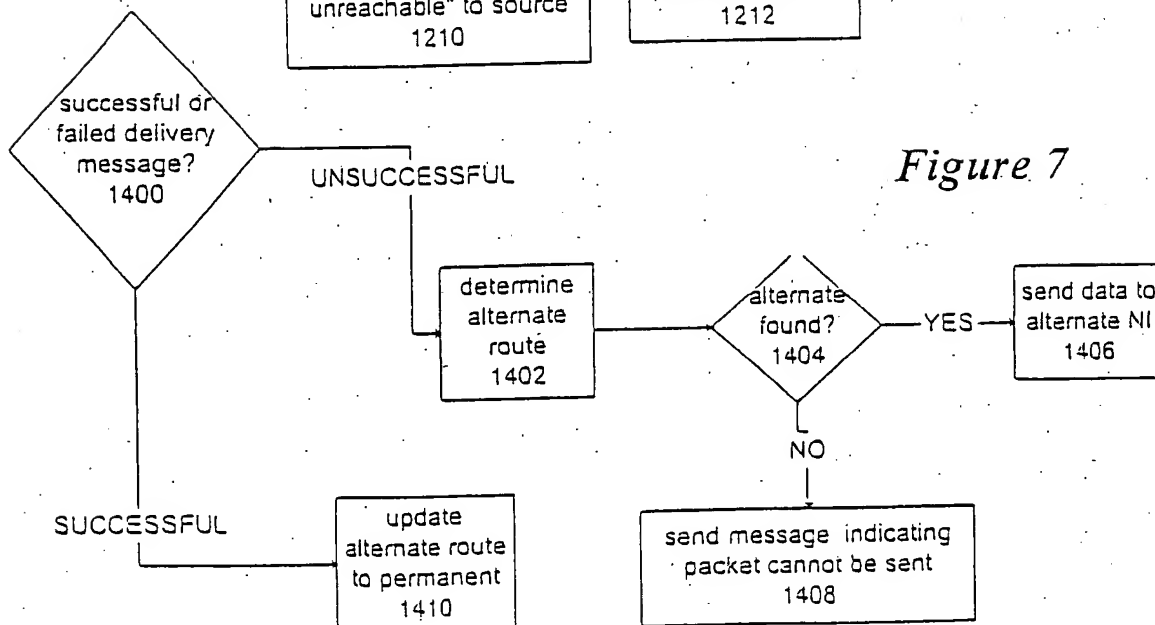 unreachable" to source
1210
1212
successful or
failed delivery
message?
1400
UNSUCCESSFUL
Figure 7
determine
alternate
route
1402
alternate
found?
1404
YES
send data to
alternate NI
1406
NO
SUCCESSFUL
update
alternate route
to permanent
1410
send message indicating
packet cannot be sent
1408